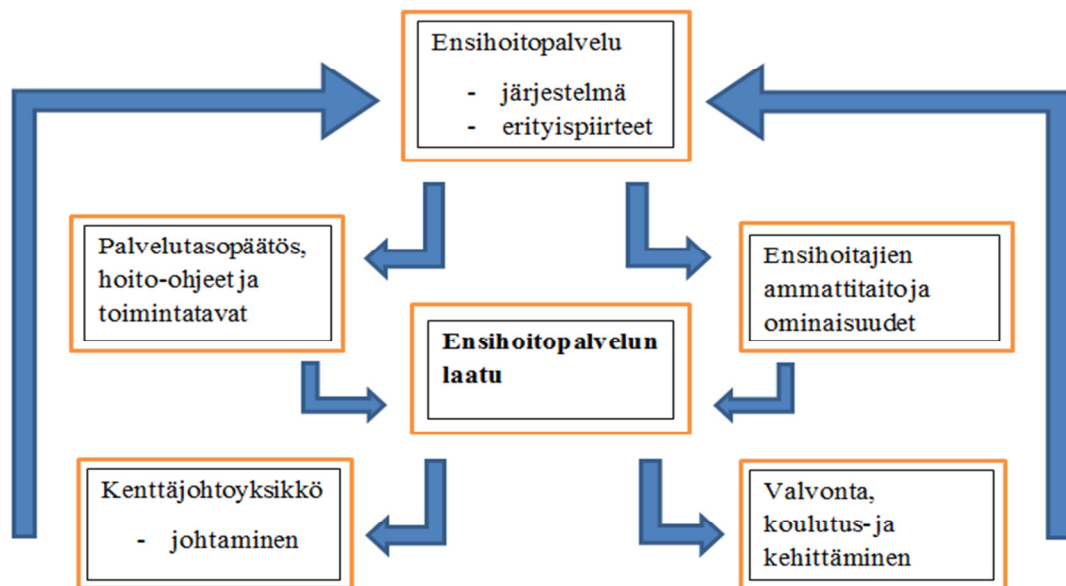 Ensihoitopalvelu
- järjestelmä
- erityispiirteet
Palvelutasopäätös,
hoito-ohjeet ja
toimintatavat
Ensihoitajien
ammattitaito ja
ominaisuudet
Ensihoitopalvelun
laatu
Kenttäjohtoyksikkö
- johtaminen
Valvonta,
koulutus- ja
kehittäminen